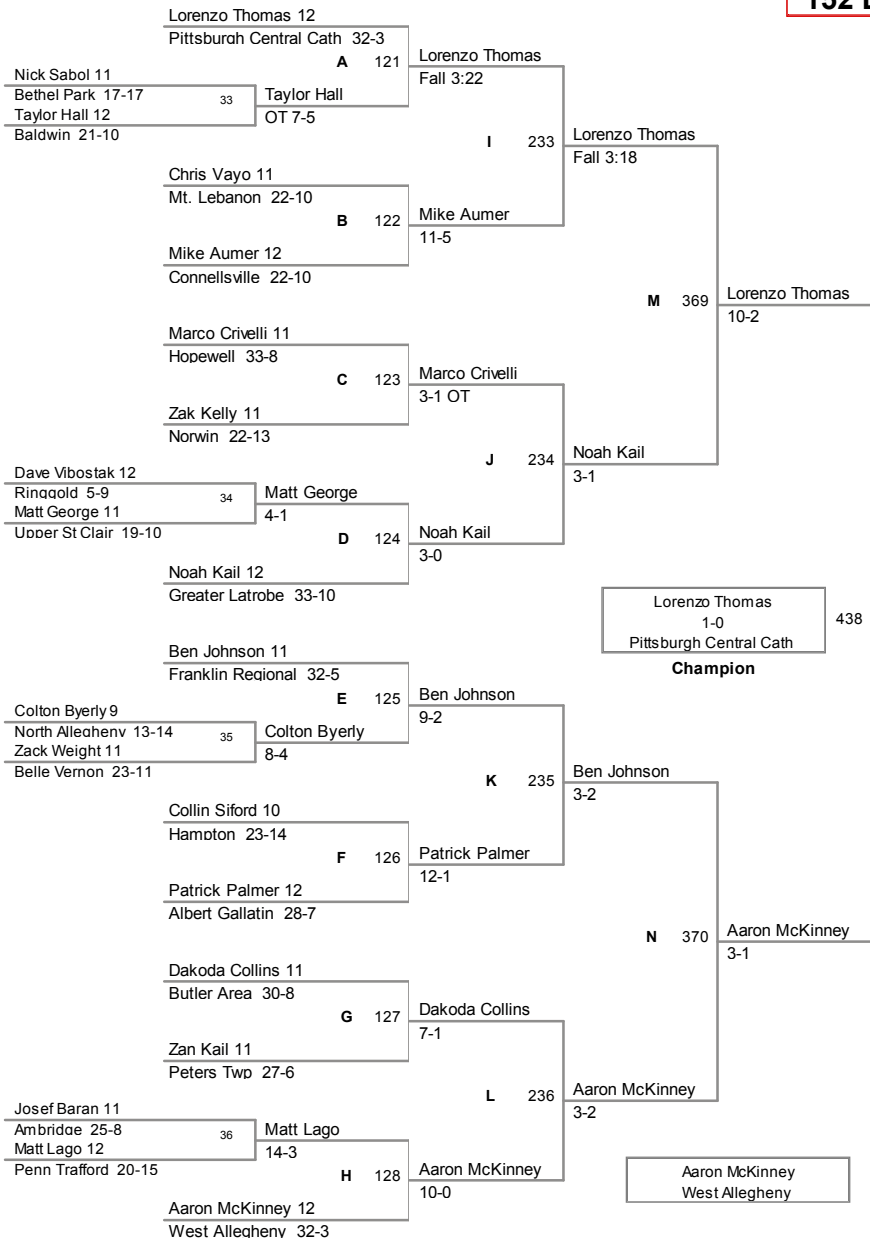 152 L
Lorenzo Thomas 12
Pittsburgh Central Cath 32-3
A 121
Lorenzo Thomas
Fall 3:22
Nick Sabol 11
Bethel Park 17-17
33
Taylor Hall 12
Baldwin 21-10
Taylor Hall
OT 7-5
I 233
Lorenzo Thomas
Fall 3:18
Chris Vayo 11
Mt. Lebanon 22-10
B 122
Mike Aumer
11-5
Mike Aumer 12
Connellsville 22-10
M 369
Lorenzo Thomas
10-2
Marco Crivelli 11
Hopewell 33-8
C 123
Marco Crivelli
3-1 OT
Zak Kelly 11
Norwin 22-13
J 234
Noah Kail
3-1
Dave Vibostak 12
Ringgold 5-9
34
Matt George 11
Upper St Clair 19-10
Matt George
4-1
D 124
Noah Kail
3-0
Noah Kail 12
Greater Latrobe 33-10
Lorenzo Thomas
1-0
Pittsburgh Central Cath
438
Champion
Ben Johnson 11
Franklin Regional 32-5
E 125
Ben Johnson
9-2
Colton Byerly 9
North Allegheny 13-14
35
Zack Weight 11
Belle Vernon 23-11
Colton Byerly
8-4
K 235
Ben Johnson
3-2
Collin Siford 10
Hampton 23-14
F 126
Patrick Palmer
12-1
Patrick Palmer 12
Albert Gallatin 28-7
N 370
Aaron McKinney
3-1
Dakoda Collins 11
Butler Area 30-8
G 127
Dakoda Collins
7-1
Zan Kail 11
Peters Twp 27-6
L 236
Aaron McKinney
3-2
Josef Baran 11
Ambridge 25-8
36
Matt Lago 12
Penn Trafford 20-15
Matt Lago
14-3
H 128
Aaron McKinney
10-0
Aaron McKinney 12
West Allegheny 32-3
Aaron McKinney
West Allegheny